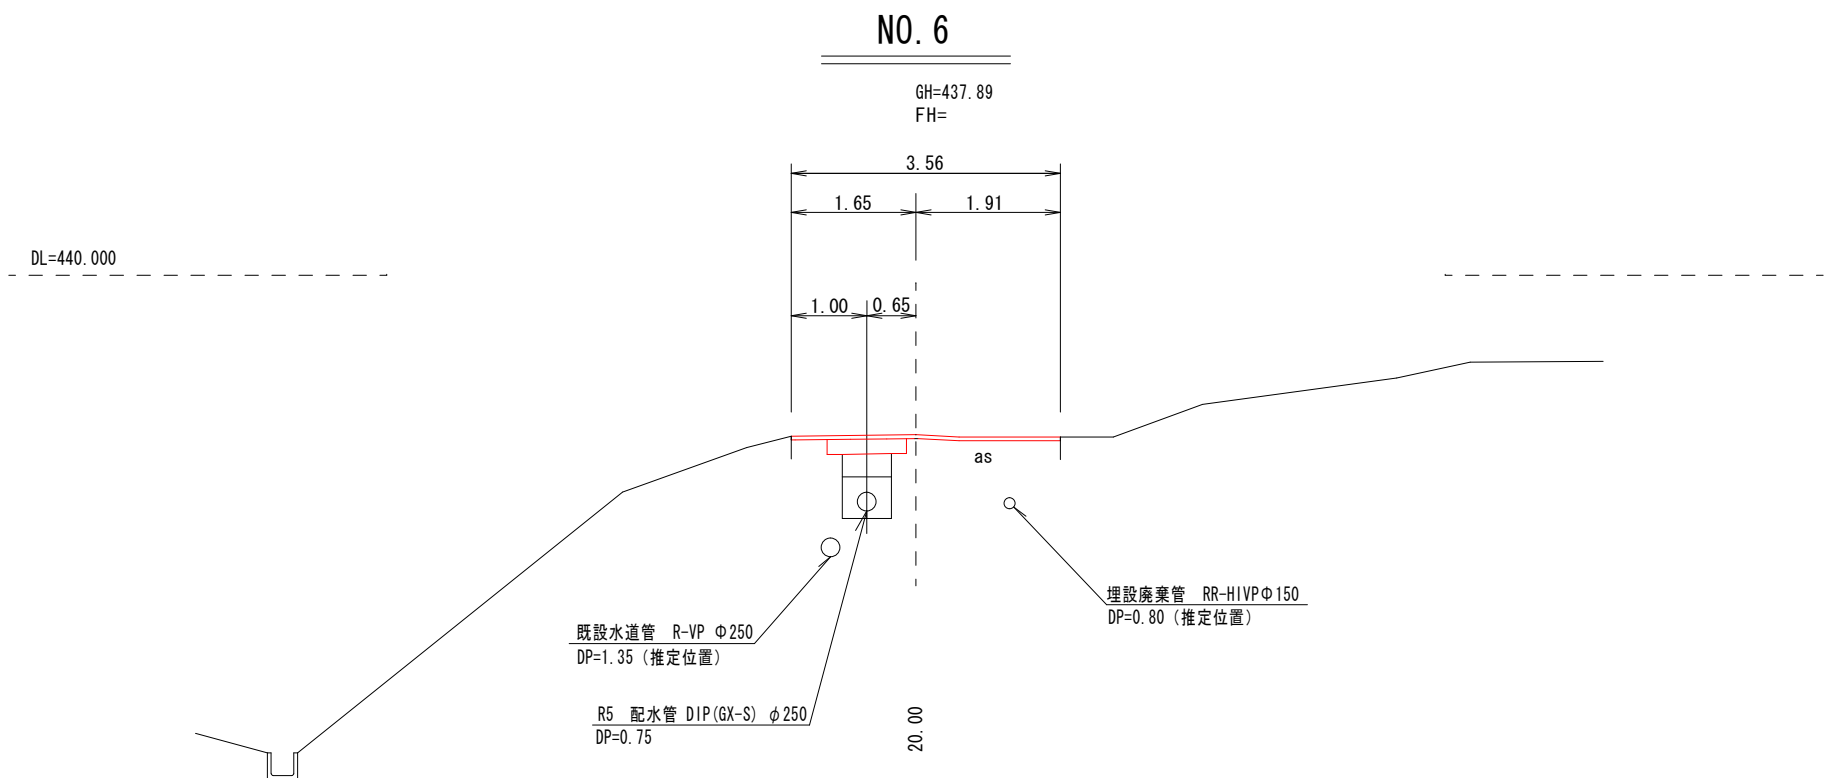 NO.6
GH=437.89
FH=
3.56
1.65
1.91
DL=440.000
1.00
0.65
as
埋設廃棄管 RR-HIVPΦ150
DP=0.80 (推定位置)
既設水道管 R-VP Φ250
DP=1.35 (推定位置)
R5 配水管 DIP(GX-S) φ250
DP=0.75
20.00